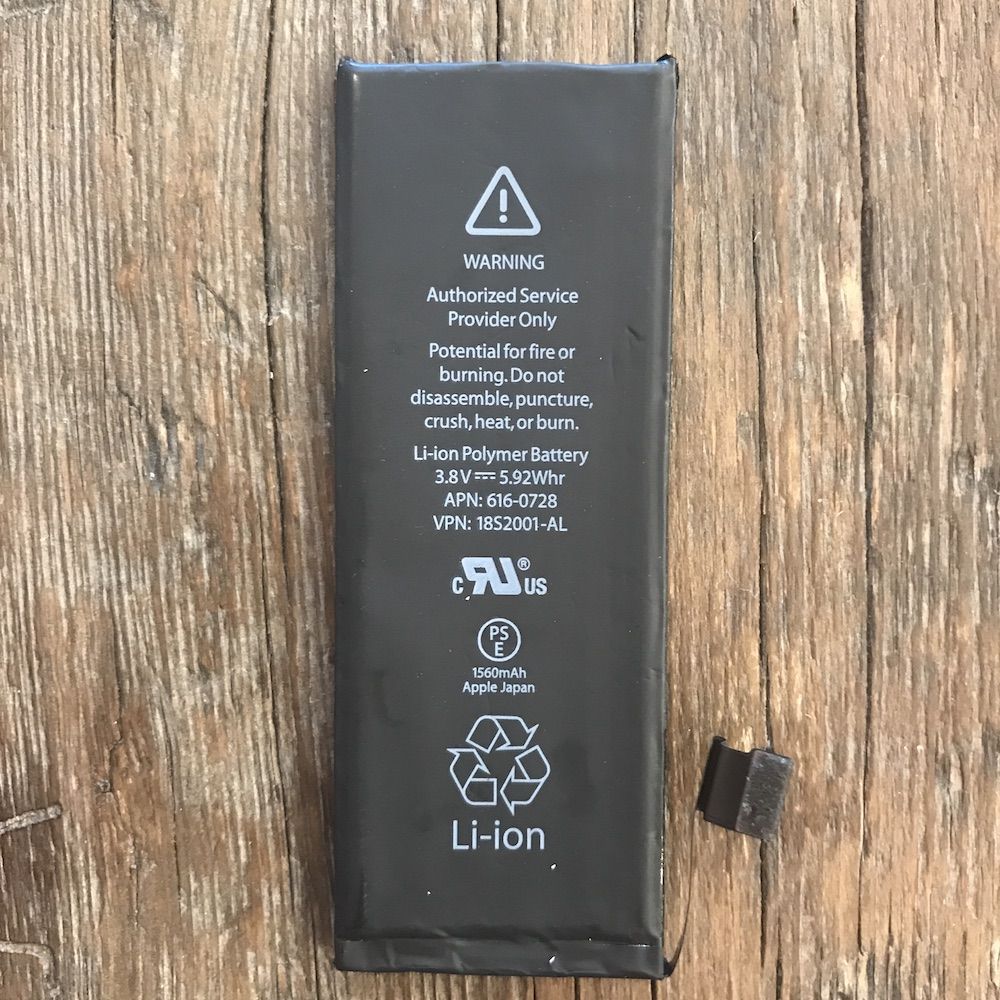 !
WARNING
Authorized Service
Provider Only
Potential for fire or
burning. Do not
disassemble, puncture,
crush, heat, or burn.
Li-ion Polymer Battery
3.8V⎓5.92Whr
APN: 616-0728
VPN: 18S2001-AL
c RU ® US
PS
E
1560mAh
Apple Japan
Li-ion